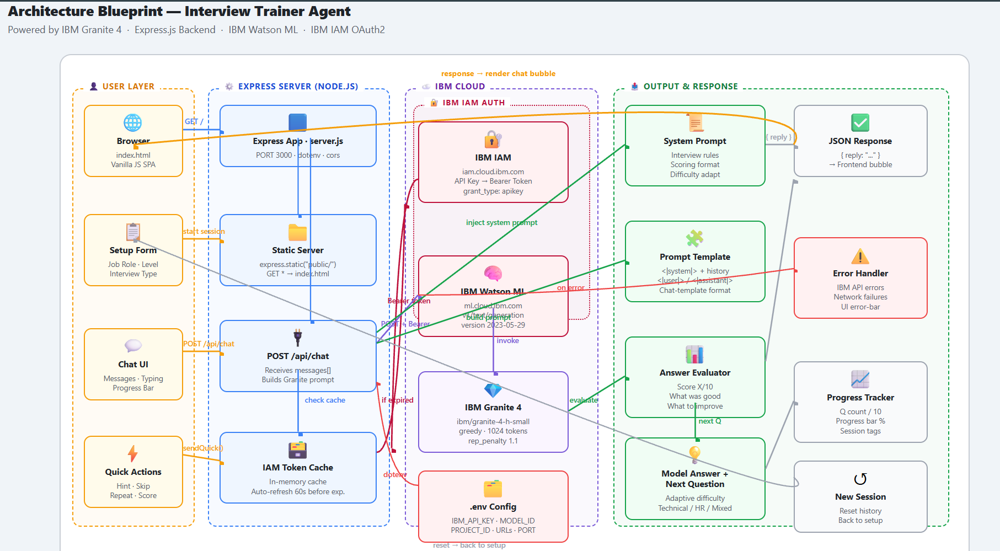 Architecture Blueprint — Interview Trainer Agent
Powered by IBM Granite 4 · Express.js Backend · IBM Watson ML · IBM IAM OAuth2
response → render chat bubble
USER LAYER
Browser
index.html
Vanilla JS SPA
Setup Form
Job Role · Level
Interview Type
Chat UI
Messages · Typing
Progress Bar
Quick Actions
Hint · Skip
Repeat · Score
GET /
start session
POST /api/chat
sendQuick()
EXPRESS SERVER (NODE.JS)
Express App · server.js
PORT 3000 · dotenv · cors
Static Server
express.static("public/")
GET * → index.html
POST /api/chat
Receives messages[]
Builds Granite prompt
check cache
IAM Token Cache
In-memory cache
Auto-refresh 60s before exp.
Bearer token
POST + Bearer
if expired
dotenv
IBM CLOUD
IBM IAM AUTH
IBM IAM
iam.cloud.ibm.com
API Key → Bearer Token
grant_type: apikey
inject system prompt
IBM Watson ML
ml.cloud.ibm.com
v1/text/generation
version 2023-05-29
on error
build prompt
invoke
IBM Granite 4
ibm/granite-4-h-small
greedy · 1024 tokens
rep_penalty 1.1
evaluate
.env Config
IBM_API_KEY · MODEL_ID
PROJECT_ID · URLs · PORT
reset → back to setup
OUTPUT & RESPONSE
System Prompt
Interview rules
Scoring format
Difficulty adapt
{ reply }
Prompt Template
<|system|> + history
<|user|> / <|assistant|>
Chat-template format
Answer Evaluator
Score X/10
What was good
What to improve
next Q
Model Answer +
Next Question
Adaptive difficulty
Technical / HR / Mixed
JSON Response
{ reply: "..." }
→ Frontend bubble
Error Handler
IBM API errors
Network failures
UI error-bar
Progress Tracker
Q count / 10
Progress bar %
Session tags
New Session
Reset history
Back to setup